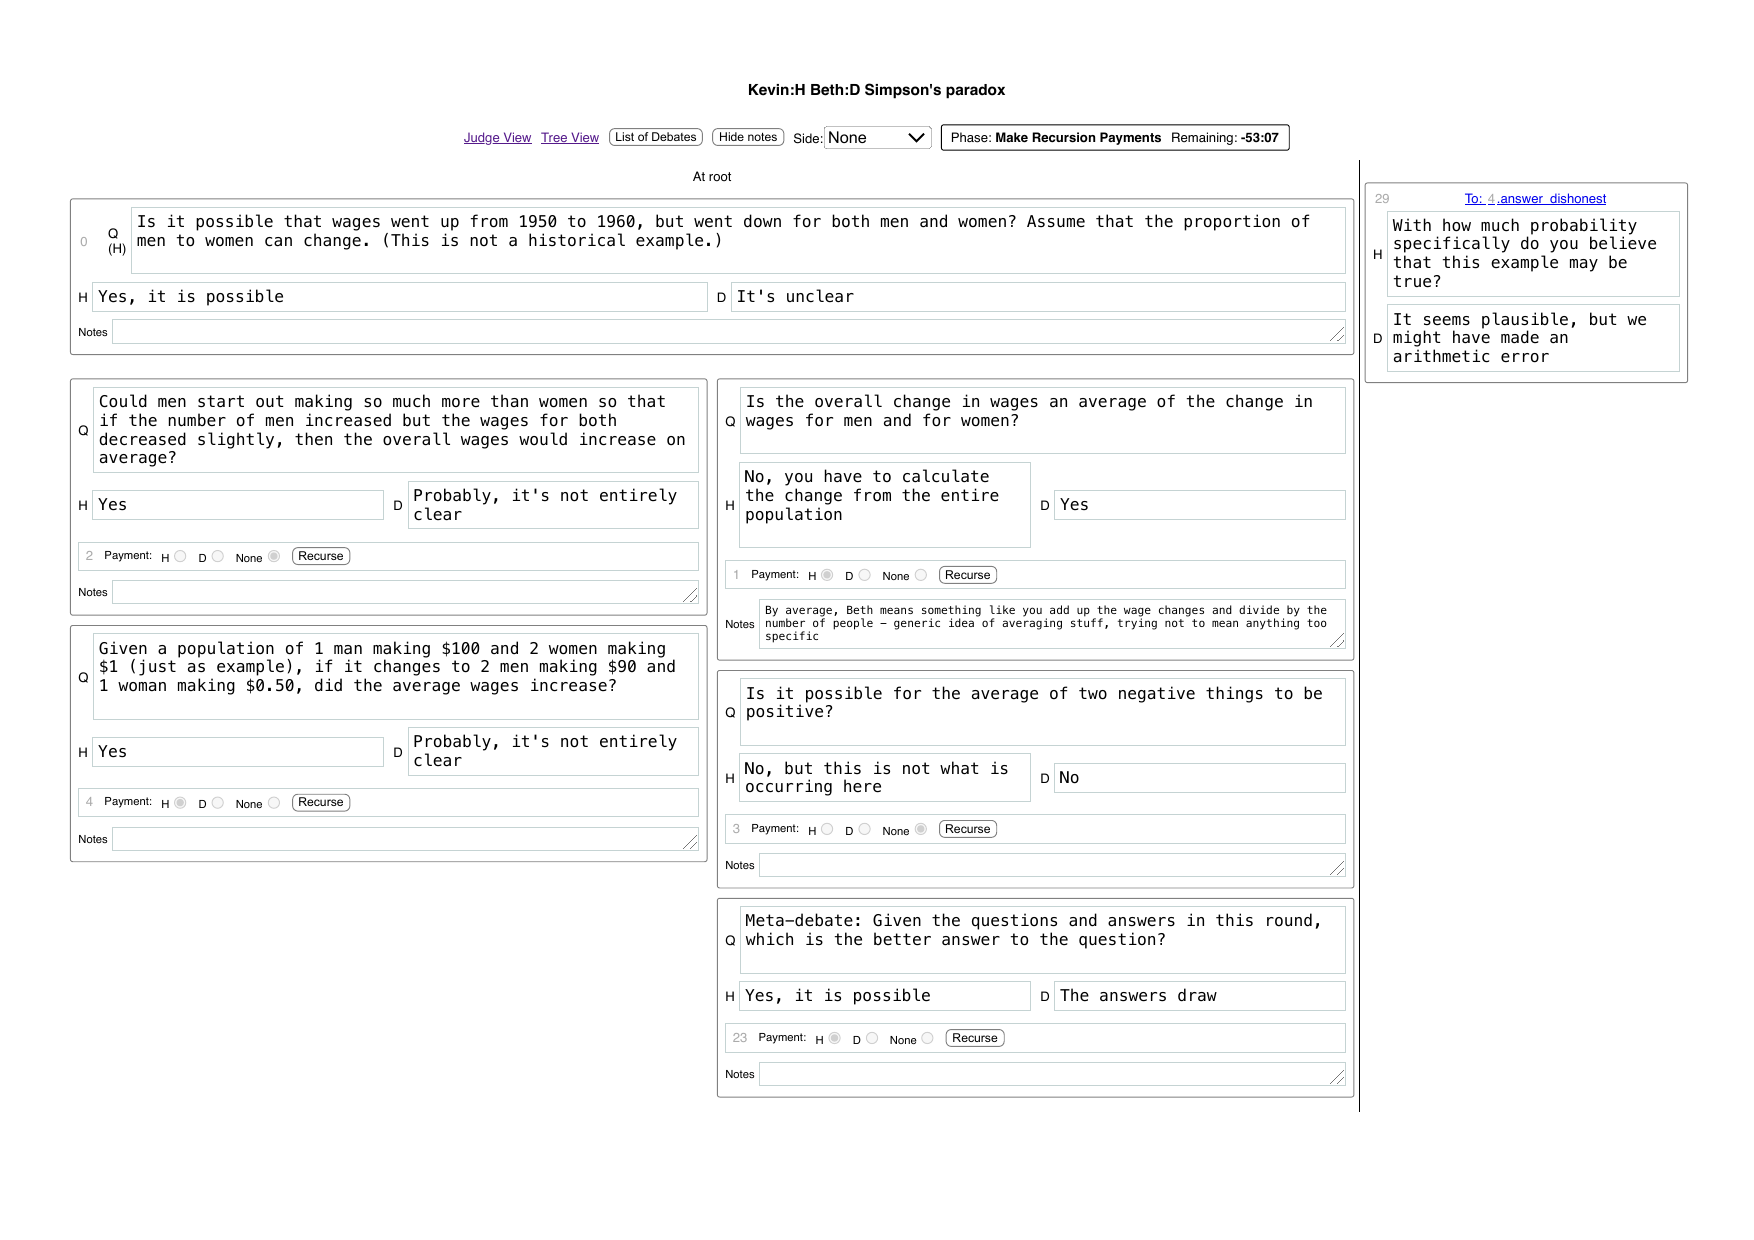 Kevin:H Beth:D Simpson's paradox
Judge View Tree View List of Debates Hide notes Side: None Phase: Make Recursion Payments Remaining: -53:07
At root
0 Q (H)
Is it possible that wages went up from 1950 to 1960, but went down for both men and women? Assume that the proportion of
men to women can change. (This is not a historical example.)
H Yes, it is possible D It's unclear
Notes
Q
Could men start out making so much more than women so that
if the number of men increased but the wages for both
decreased slightly, then the overall wages would increase on
average?
H Yes D Probably, it's not entirely
clear
2 Payment: H D None Recurse
Notes
Q
Given a population of 1 man making $100 and 2 women making
$1 (just as example), if it changes to 2 men making $90 and
1 woman making $0.50, did the average wages increase?
H Yes D Probably, it's not entirely
clear
4 Payment: H D None Recurse
Notes
Q
Is the overall change in wages an average of the change in
wages for men and for women?
H No, you have to calculate
the change from the entire
population
D Yes
1 Payment: H D None Recurse
Notes
By average, Beth means something like you add up the wage changes and divide by the
number of people – generic idea of averaging stuff, trying not to mean anything too
specific
Q
Is it possible for the average of two negative things to be
positive?
H No, but this is not what is
occurring here
D No
3 Payment: H D None Recurse
Notes
Q
Meta-debate: Given the questions and answers in this round,
which is the better answer to the question?
H Yes, it is possible D The answers draw
23 Payment: H D None Recurse
Notes
29 To: 4.answer_dishonest
H
With how much probability
specifically do you believe
that this example may be
true?
D
It seems plausible, but we
might have made an
arithmetic error